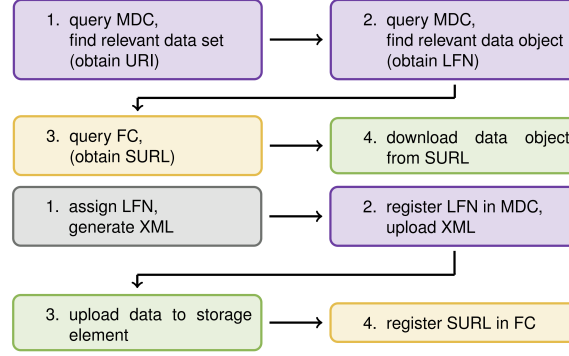 1. query MDC,
find relevant data set
(obtain URI)
2. query MDC,
find relevant data object
(obtain LFN)
3. query FC,
(obtain SURL)
4. download data object
from SURL
1. assign LFN,
generate XML
2. register LFN in MDC,
upload XML
3. upload data to storage
element
4. register SURL in FC